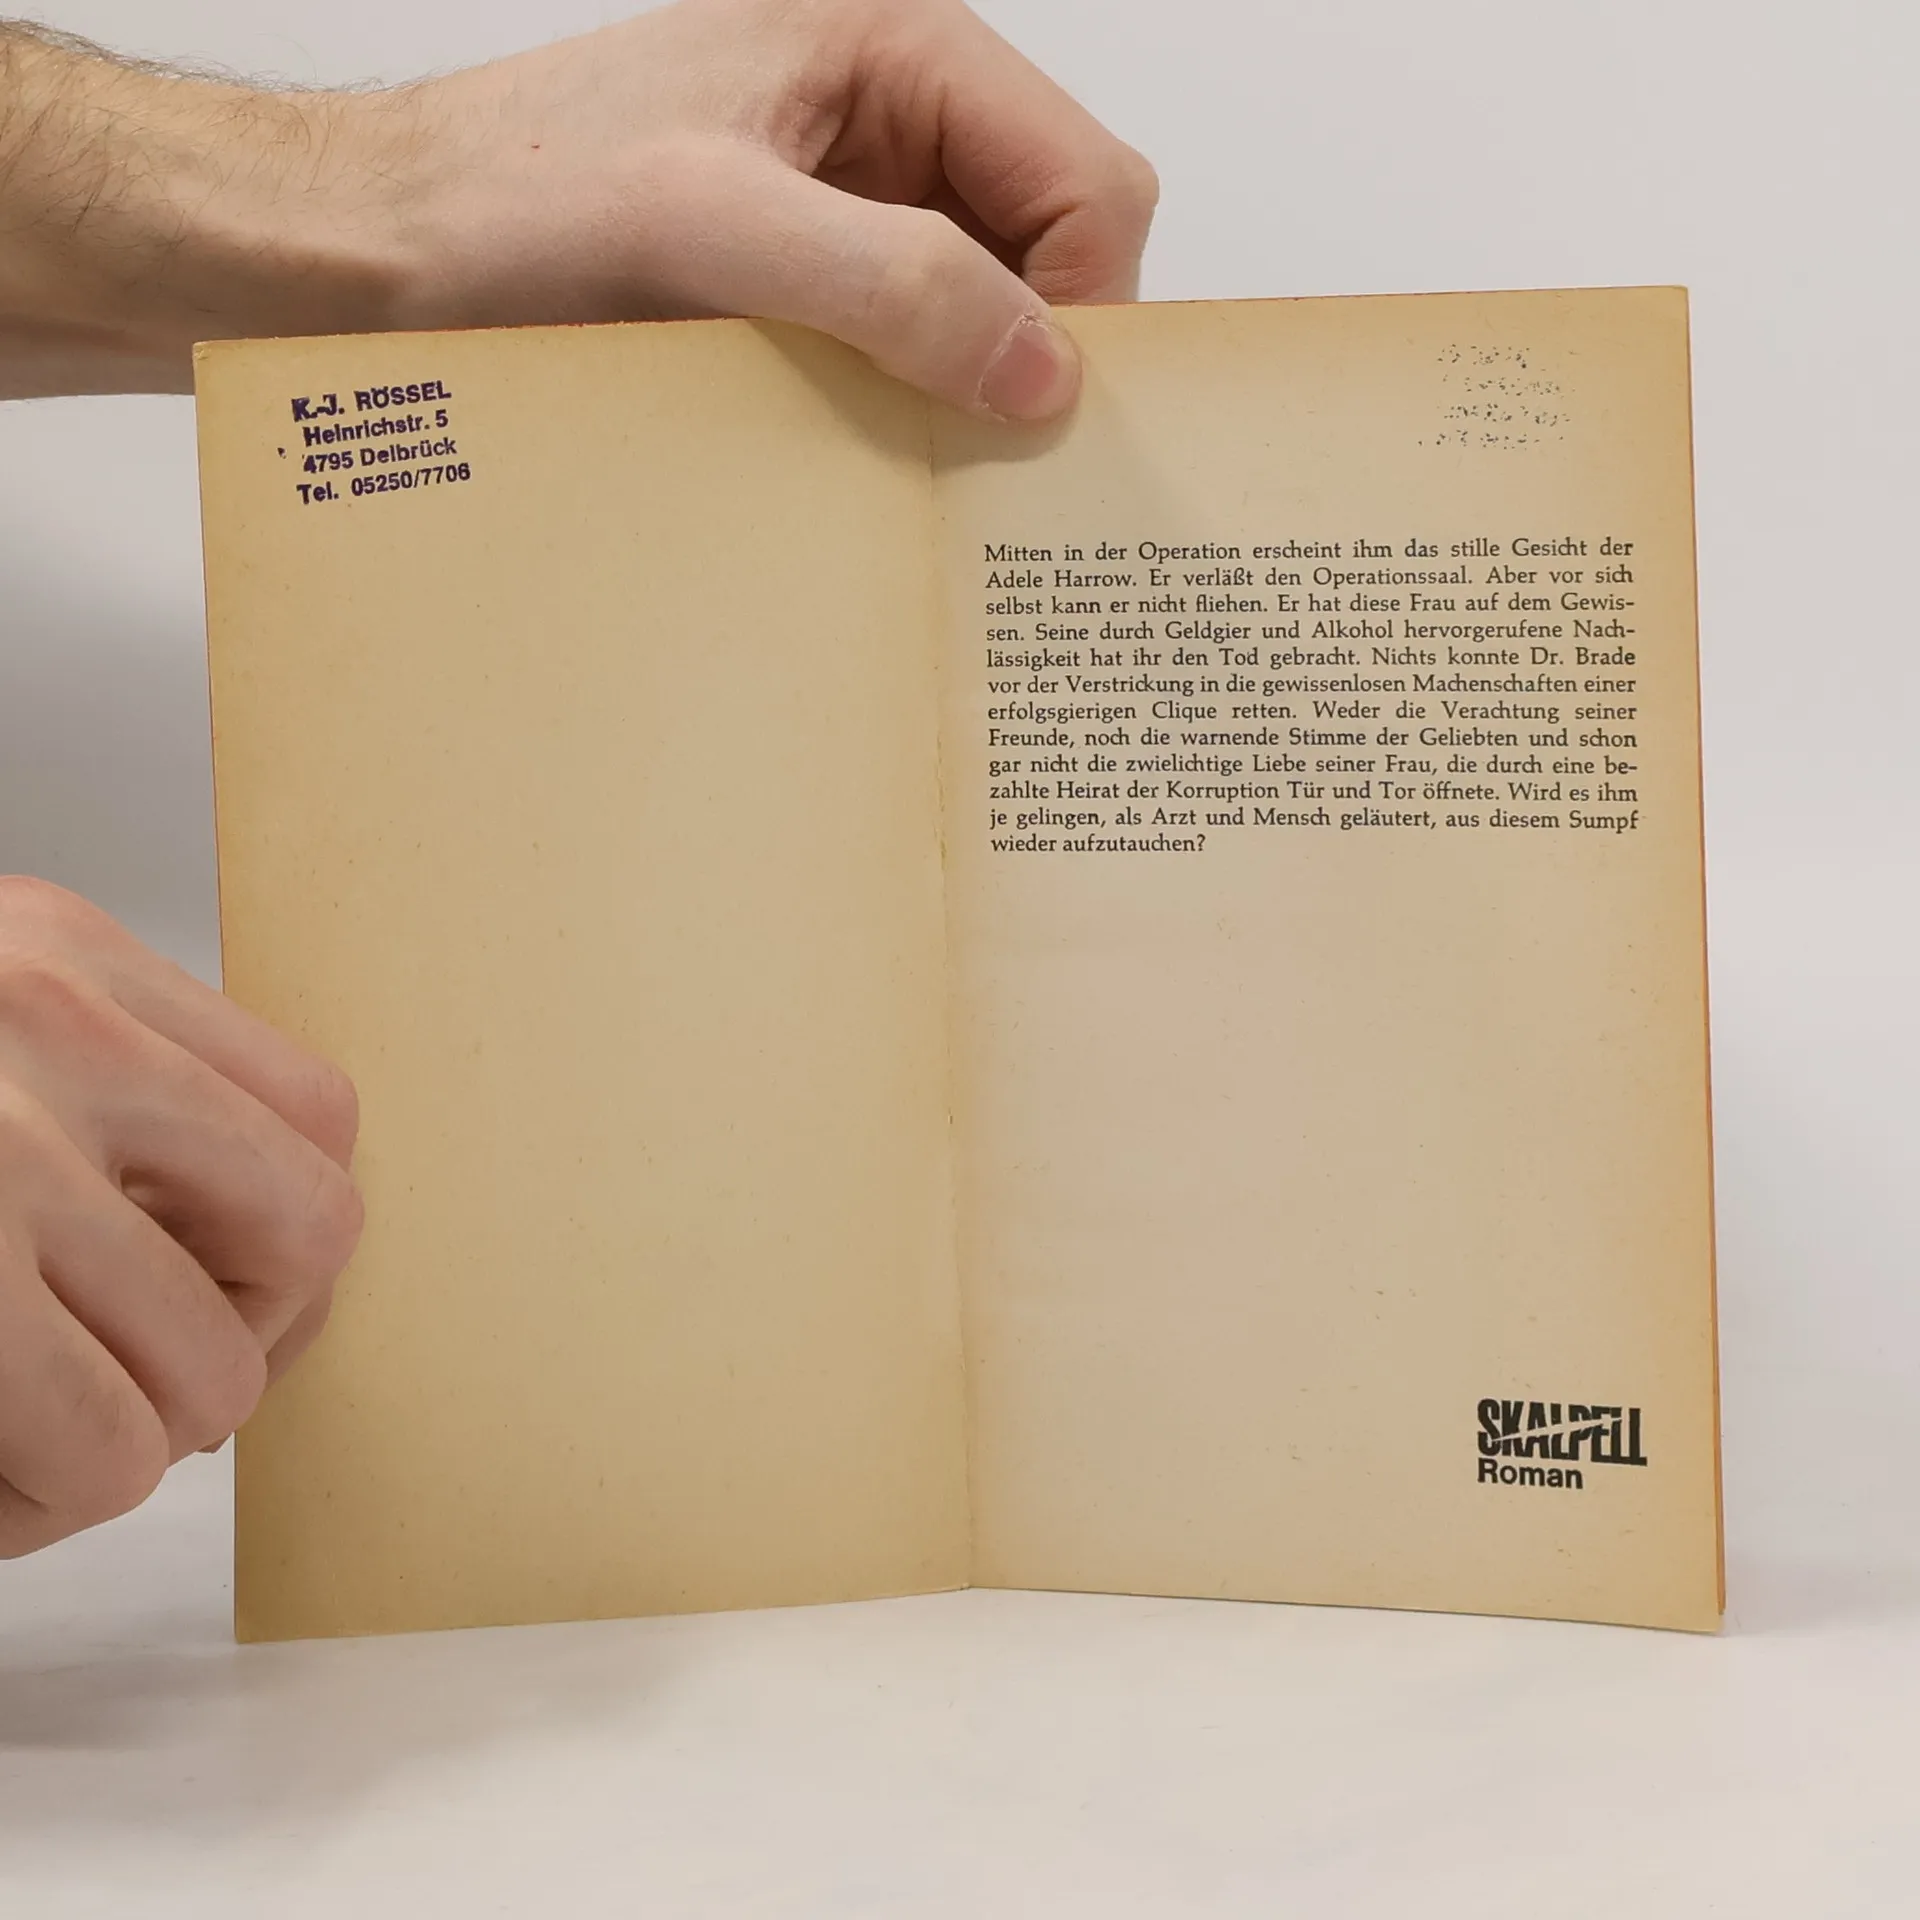 K.-J. RÖSSEL
Heinrichstr. 5
4795 Delbrück
Tel. 05250/7706
Mitten in der Operation erscheint ihm das stille Gesicht der
Adele Harrow. Er verläßt den Operationssaal. Aber vor sich
selbst kann er nicht fliehen. Er hat diese Frau auf dem Gewis-
sen. Seine durch Geldgier und Alkohol hervorgerufene Nach-
lässigkeit hat ihr den Tod gebracht. Nichts konnte Dr. Brade
vor der Verstrickung in die gewissenlosen Machenschaften einer
erfolgsgierigen Clique retten. Weder die Verachtung seiner
Freunde, noch die warnende Stimme der Geliebten und schon
gar nicht die zwielichtige Liebe seiner Frau, die durch eine be-
zahlte Heirat der Korruption Tür und Tor öffnete. Wird es ihm
je gelingen, als Arzt und Mensch geläutert, aus diesem Sumpf
wieder aufzutauchen?
SKALPELL
Roman